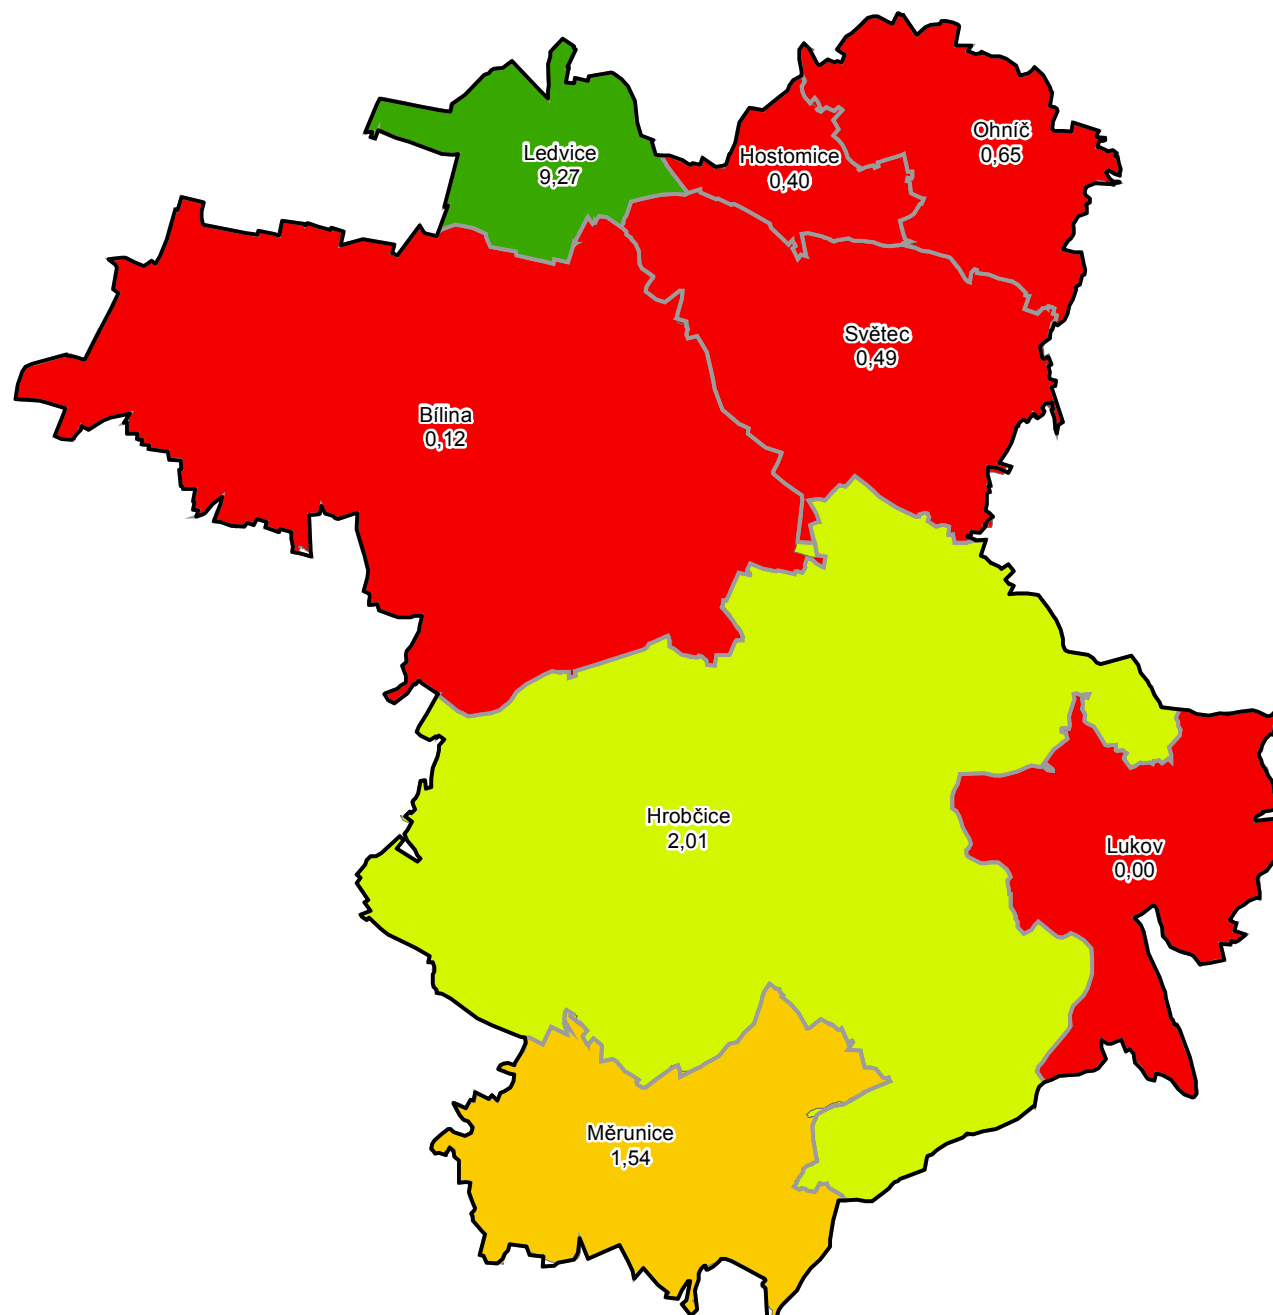 Ohníč
0,65
Ledvice
9,27
Hostomice
0,40
Světec
0,49
Bílina
0,12
Hrobčice
2,01
Lukov
0,00
Měrunice
1,54